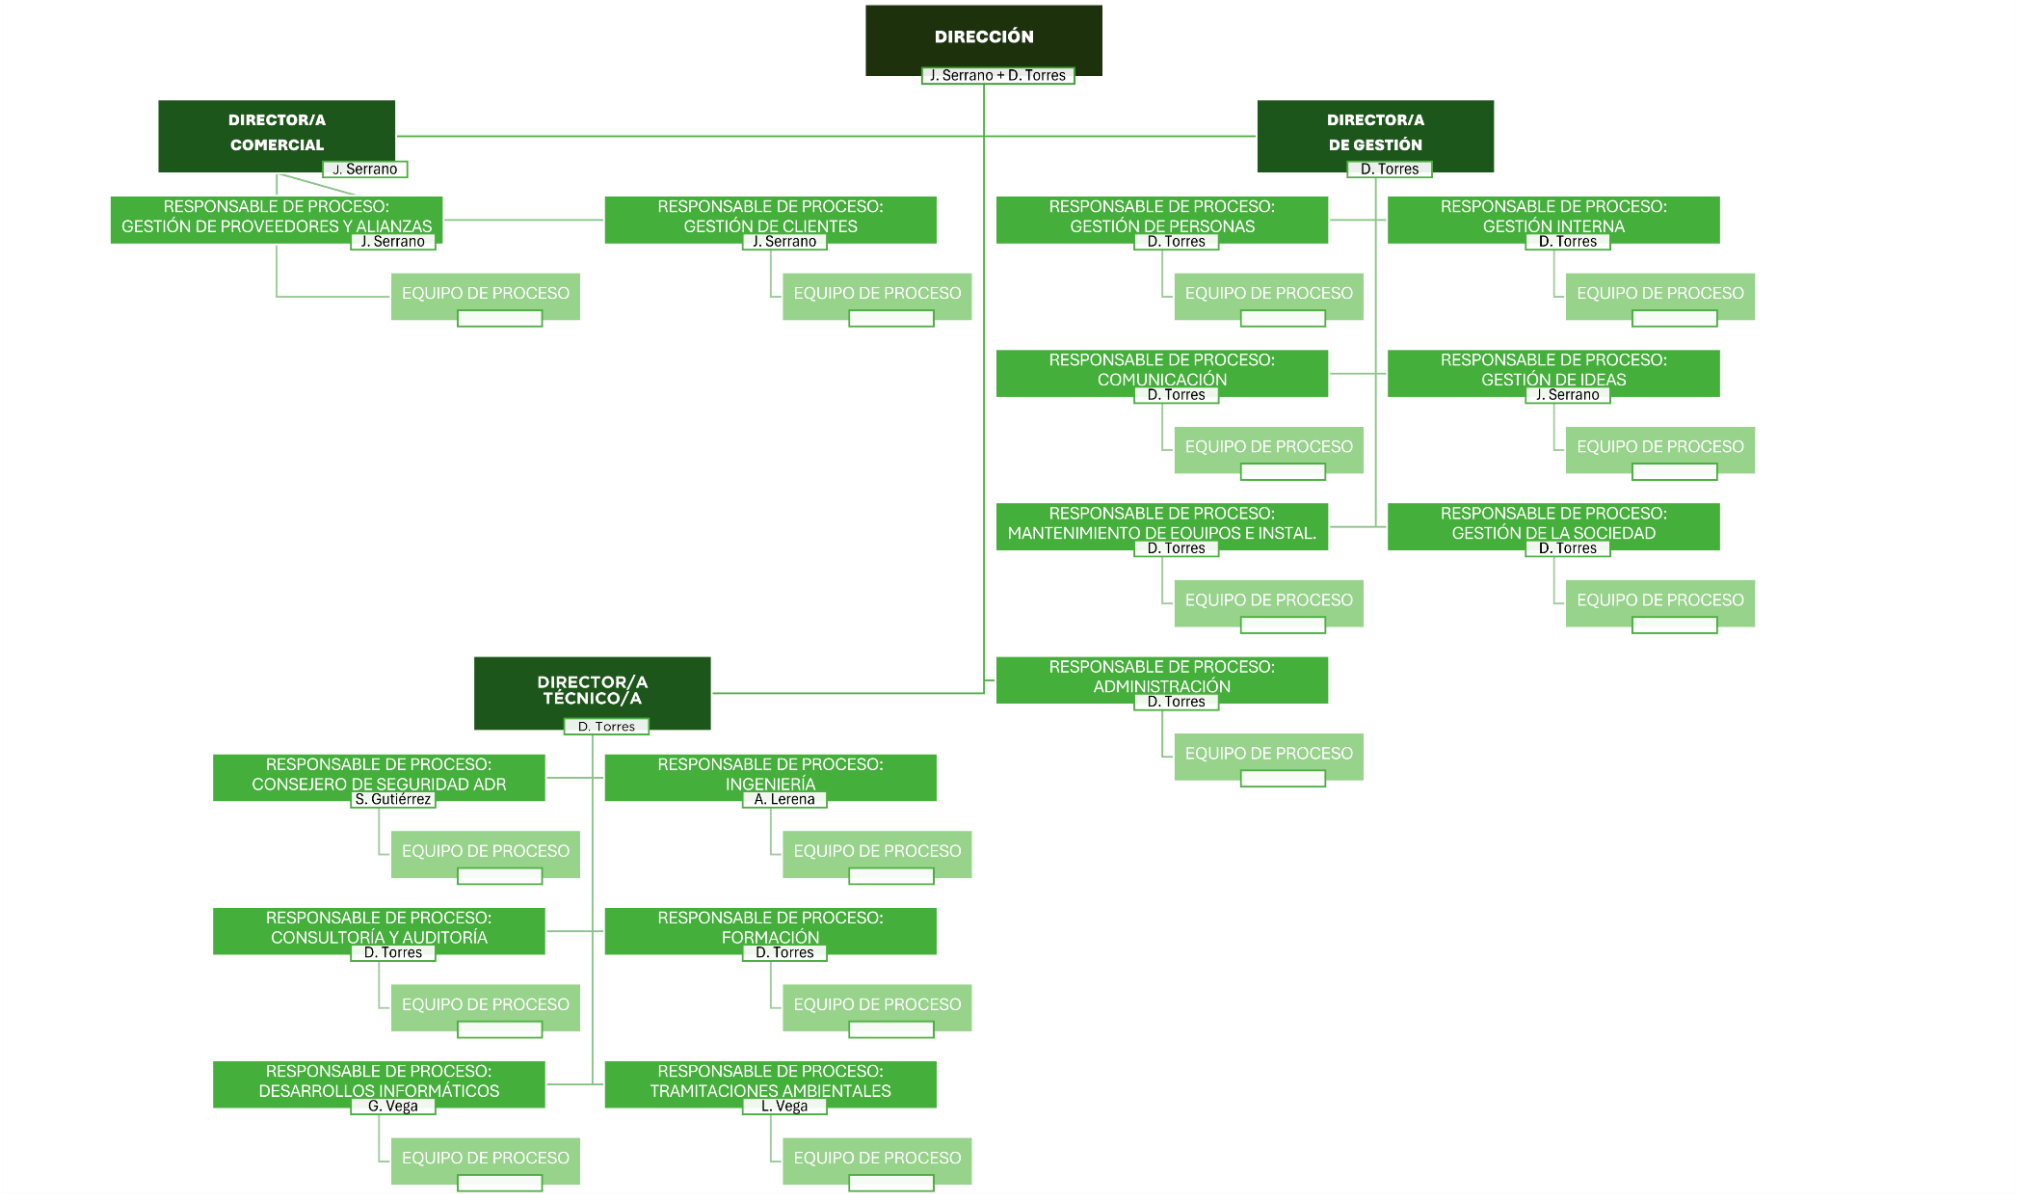 DIRECCIÓN
J. Serrano + D. Torres
DIRECTOR/A
COMERCIAL
J. Serrano
DIRECTOR/A
DE GESTIÓN
D. Torres
RESPONSABLE DE PROCESO:
GESTIÓN DE PROVEEDORES Y ALIANZAS
J. Serrano
RESPONSABLE DE PROCESO:
GESTIÓN DE CLIENTES
J. Serrano
RESPONSABLE DE PROCESO:
GESTIÓN DE PERSONAS
D. Torres
RESPONSABLE DE PROCESO:
GESTIÓN INTERNA
D. Torres
EQUIPO DE PROCESO
EQUIPO DE PROCESO
EQUIPO DE PROCESO
EQUIPO DE PROCESO
RESPONSABLE DE PROCESO:
COMUNICACIÓN
D. Torres
RESPONSABLE DE PROCESO:
GESTIÓN DE IDEAS
J. Serrano
EQUIPO DE PROCESO
EQUIPO DE PROCESO
RESPONSABLE DE PROCESO:
MANTENIMIENTO DE EQUIPOS E INSTAL.
D. Torres
RESPONSABLE DE PROCESO:
GESTIÓN DE LA SOCIEDAD
D. Torres
EQUIPO DE PROCESO
EQUIPO DE PROCESO
DIRECTOR/A
TÉCNICO/A
D. Torres
RESPONSABLE DE PROCESO:
ADMINISTRACIÓN
D. Torres
EQUIPO DE PROCESO
RESPONSABLE DE PROCESO:
CONSEJERO DE SEGURIDAD ADR
S. Gutiérrez
RESPONSABLE DE PROCESO:
INGENIERÍA
A. Lerena
EQUIPO DE PROCESO
EQUIPO DE PROCESO
RESPONSABLE DE PROCESO:
CONSULTORÍA Y AUDITORÍA
D. Torres
RESPONSABLE DE PROCESO:
FORMACIÓN
D. Torres
EQUIPO DE PROCESO
EQUIPO DE PROCESO
RESPONSABLE DE PROCESO:
DESARROLLOS INFORMÁTICOS
G. Vega
RESPONSABLE DE PROCESO:
TRAMITACIONES AMBIENTALES
L. Vega
EQUIPO DE PROCESO
EQUIPO DE PROCESO